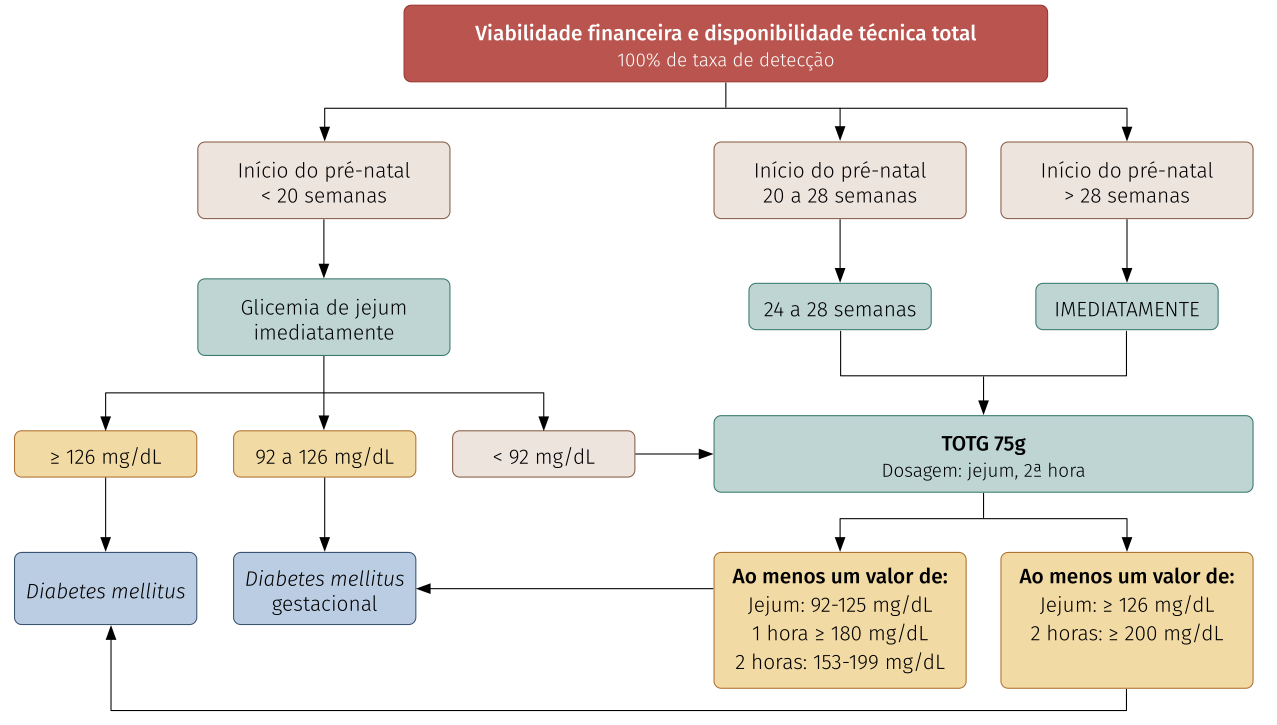 Viabilidade financeira e disponibilidade técnica total
100% de taxa de detecção
Início do pré-natal
< 20 semanas
Início do pré-natal
20 a 28 semanas
Início do pré-natal
> 28 semanas
Glicemia de jejum
imediatamente
24 a 28 semanas
IMEDIATAMENTE
≥ 126 mg/dL
92 a 126 mg/dL
< 92 mg/dL
TOTG 75g
Dosagem: jejum, 2ª hora
Diabetes mellitus
Diabetes mellitus
gestacional
Ao menos um valor de:
Jejum: 92-125 mg/dL
1 hora ≥ 180 mg/dL
2 horas: 153-199 mg/dL
Ao menos um valor de:
Jejum: ≥ 126 mg/dL
2 horas: ≥ 200 mg/dL